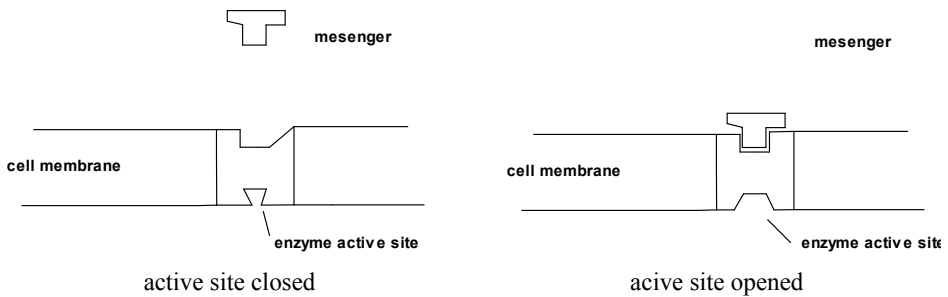 mesenger
cell membrane
enzyme active site
active site closed
mesenger
cell membrane
enzyme active site
acive site opened